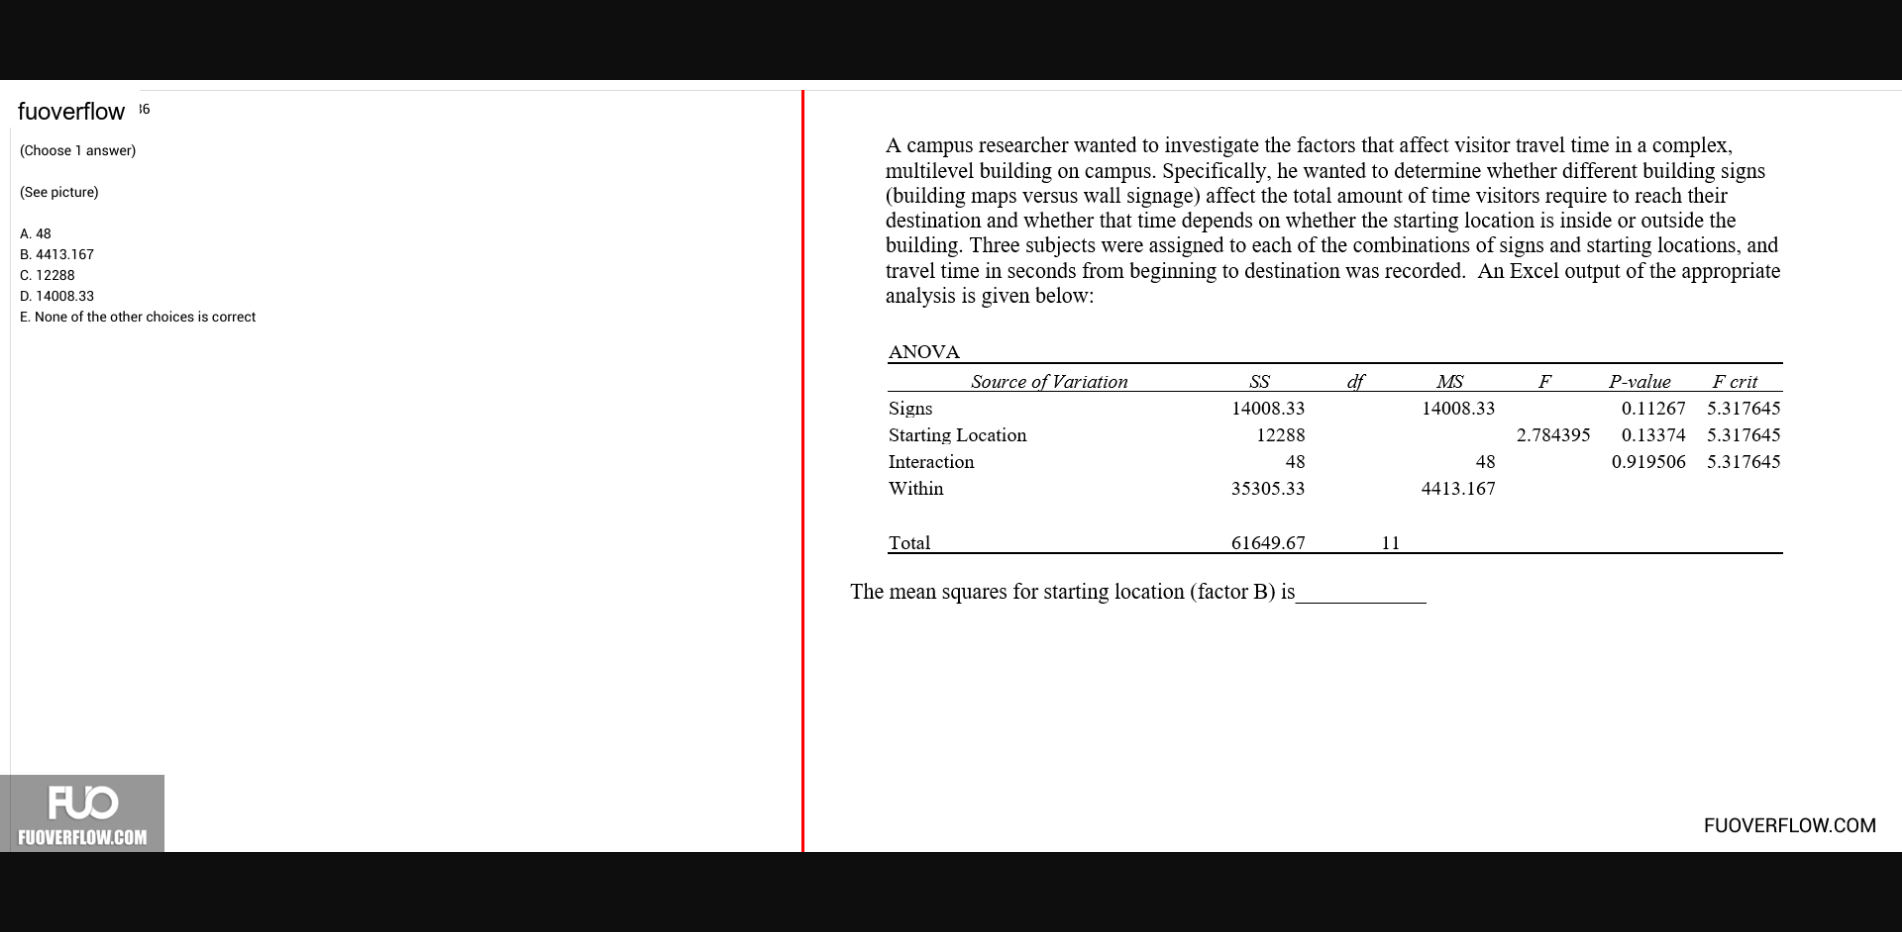 fuoverflow
(Choose 1 answer)
(See picture)
A. 48
B. 4413.167
C. 12288
D. 14008.33
E. None of the other choices is correct
A campus researcher wanted to investigate the factors that affect visitor travel time in a complex,
multilevel building on campus. Specifically, he wanted to determine whether different building signs
(building maps versus wall signage) affect the total amount of time visitors require to reach their
destination and whether that time depends on whether the starting location is inside or outside the
building. Three subjects were assigned to each of the combinations of signs and starting locations, and
travel time in seconds from beginning to destination was recorded. An Excel output of the appropriate
analysis is given below:
ANOVA
Source of Variation SS df MS F P-value F crit
Signs 14008.33 14008.33 0.11267 5.317645
Starting Location 12288 2.784395 0.13374 5.317645
Interaction 48 48 0.919506 5.317645
Within 35305.33 4413.167
Total 61649.67 11
The mean squares for starting location (factor B) is____________
FUO
FUOVERFLOW.COM
FUOVERFLOW.COM